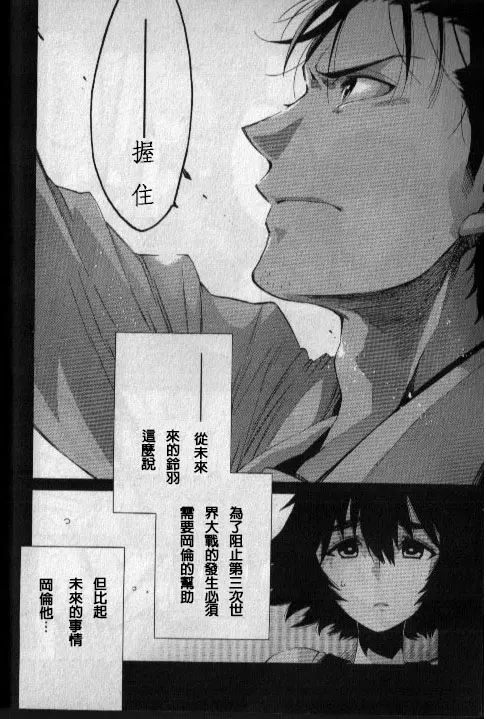 ——握
住
——從未來
來的鈴羽
這麼說
為了阻止第三次世
界大戰的發生必須
需要岡倫的幫助
但比起
未來的事情
岡倫他…